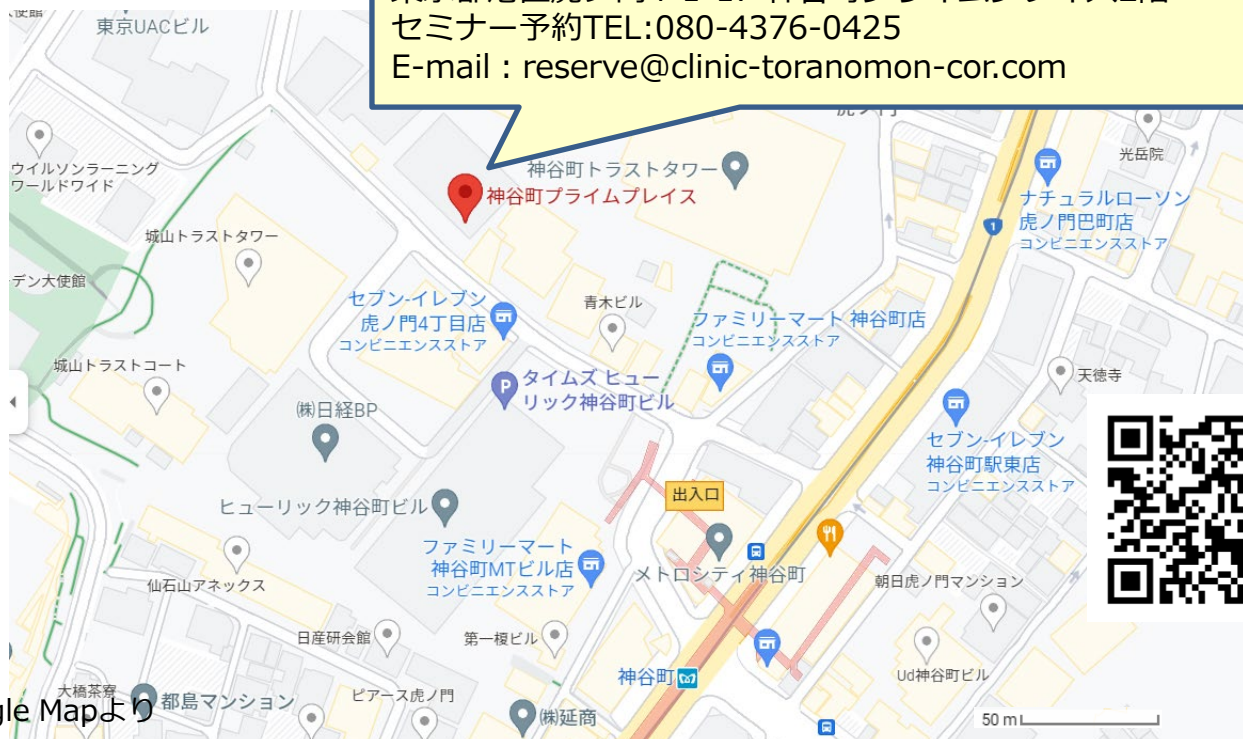 セミナー予約TEL:080-4376-0425
E-mail：reserve@clinic-toranomon-cor.com
東京UACビル
光岳院
ウイルソンラーニング
ワールドワイド
神谷町トラストタワー
神谷町プライムプレイス
ナチュラルローソン
虎ノ門巴町店
コンビニエンスストア
1
城山トラストタワー
デン大使館
セブン-イレブン
虎ノ門4丁目店
コンビニエンスストア
青木ビル
ファミリーマート 神谷町店
コンビニエンスストア
城山トラストコート
天徳寺
P
タイムズ ヒュー
リック神谷町ビル
㈱日経BP
セブン-イレブン
神谷町駅東店
コンビニエンスストア
出入口
ヒューリック神谷町ビル
ファミリーマート
神谷町MTビル店
コンビニエンスストア
メトロシティ神谷町
仙石山アネックス
朝日虎ノ門マンション
日産研会館
第一榎ビル
神谷町
Ud神谷町ビル
大橋茶寮
都島マンション
ピアース虎ノ門
㈱延商
50 m
gle Mapより